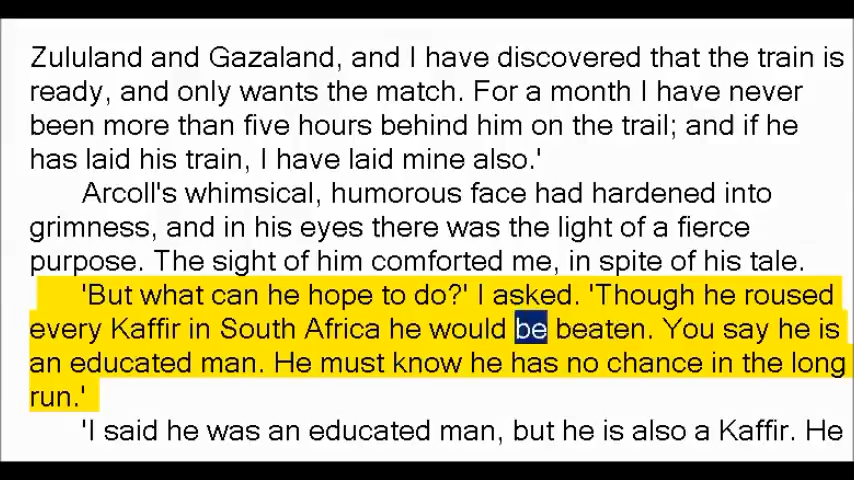 Zululand and Gazaland, and I have discovered that the train is
ready, and only wants the match. For a month I have never
been more than five hours behind him on the trail; and if he
has laid his train, I have laid mine also.'
Arcoll's whimsical, humorous face had hardened into
grimness, and in his eyes there was the light of a fierce
purpose. The sight of him comforted me, in spite of his tale.
'But what can he hope to do?' I asked. 'Though he roused
every Kaffir in South Africa he would be beaten. You say he is
an educated man. He must know he has no chance in the long
run.'
'I said he was an educated man, but he is also a Kaffir. He